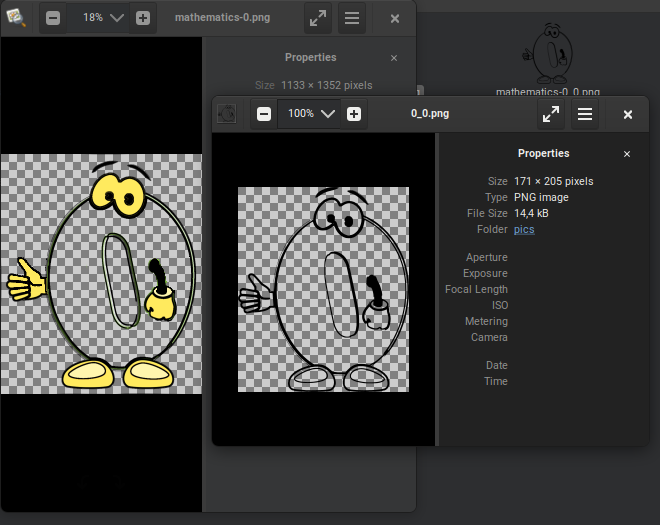 18%
mathematics-0.png
Properties
Size 1133 × 1352 pixels
mathematics-0_0.png
100%
0_0.png
Properties
Size 171 × 205 pixels
Type PNG image
File Size 14,4 kB
Folder pics
Aperture
Exposure
Focal Length
ISO
Metering
Camera
Date
Time